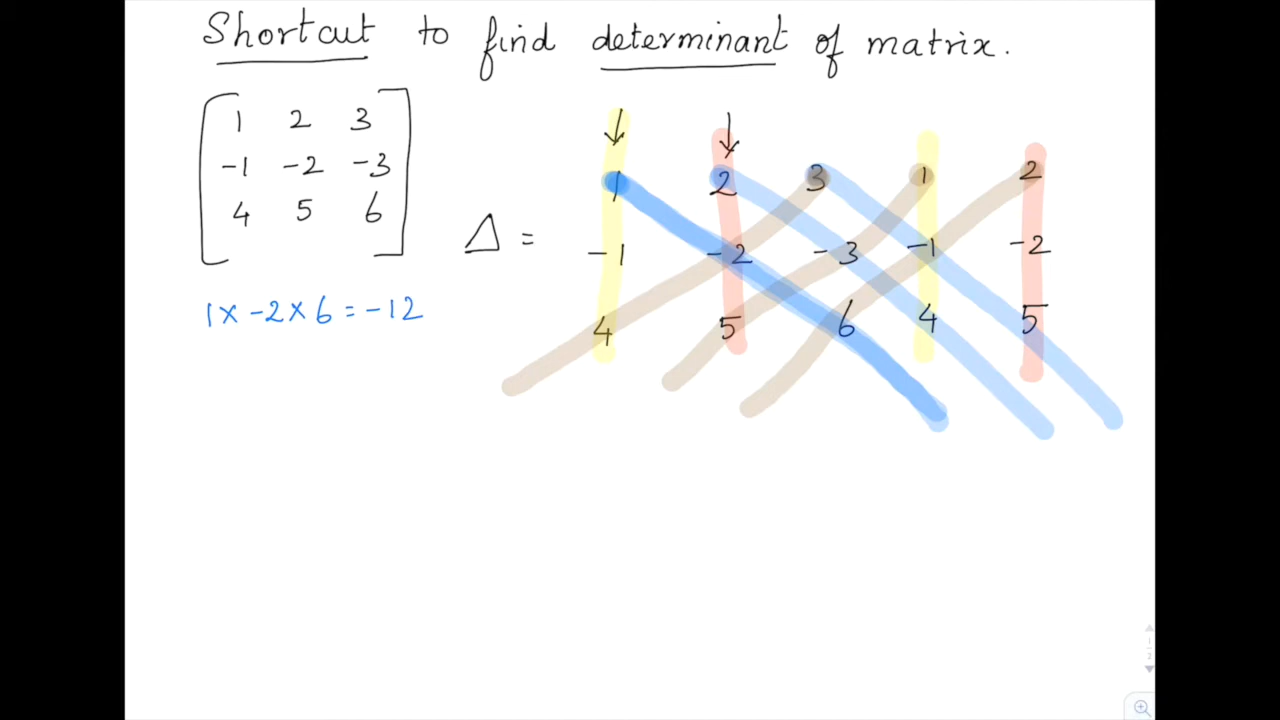 Shortcut to find determinant of matrix.
1 2 3
-1 -2 -3
4 5 6
1 x -2 x 6 = -12
Δ =
1 2 3 1 2
-1 -2 -3 -1 -2
4 5 6 4 5